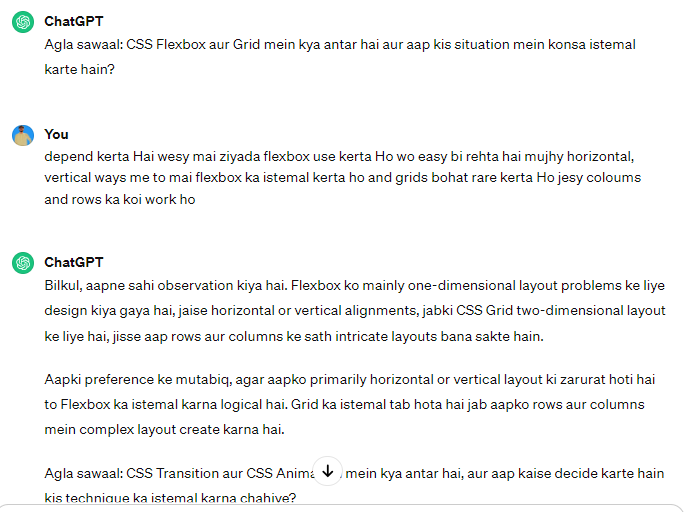 ChatGPT
Agla sawaal: CSS Flexbox aur Grid mein kya antar hai aur aap kis situation mein konsa istemal
karte hain?
You
depend kerta Hai wesy mai ziyada flexbox use kerta Ho wo easy bi rehta hai mujhy horizontal,
vertical ways me to mai flexbox ka istemal kerta ho and grids bohat rare kerta Ho jesy coloums
and rows ka koi work ho
ChatGPT
Bilkul, aapne sahi observation kiya hai. Flexbox ko mainly one-dimensional layout problems ke liye
design kiya gaya hai, jaise horizontal or vertical alignments, jabki CSS Grid two-dimensional layout
ke liye hai, jisse aap rows aur columns ke sath intricate layouts bana sakte hain.
Aapki preference ke mutabiq, agar aapko primarily horizontal or vertical layout ki zarurat hoti hai
to Flexbox ka istemal karna logical hai. Grid ka istemal tab hota hai jab aapko rows aur columns
mein complex layout create karna hai.
Agla sawaal: CSS Transition aur CSS Anima mein kya antar hai, aur aap kaise decide karte hain
kis technique ka istemal karna chahiye?